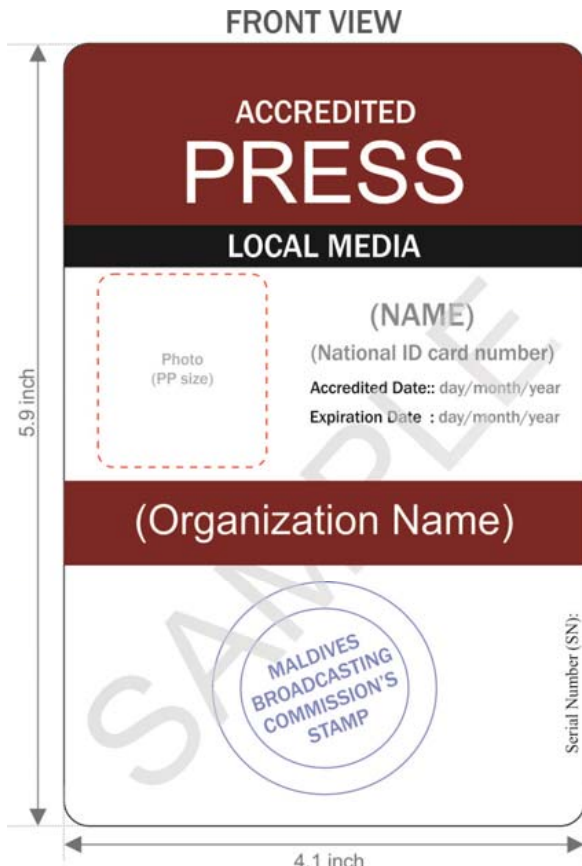 FRONT VIEW
ACCREDITED
PRESS
LOCAL MEDIA
Photo
(PP size)
(NAME)
(National ID card number)
Accredited Date:: day/month/year
Expiration Date : day/month/year
5.9 inch
(Organization Name)
MALDIVES
BROADCASTING
COMMISSION'S
STAMP
Serial Number (SN):
SAMPLE
4.1 inch